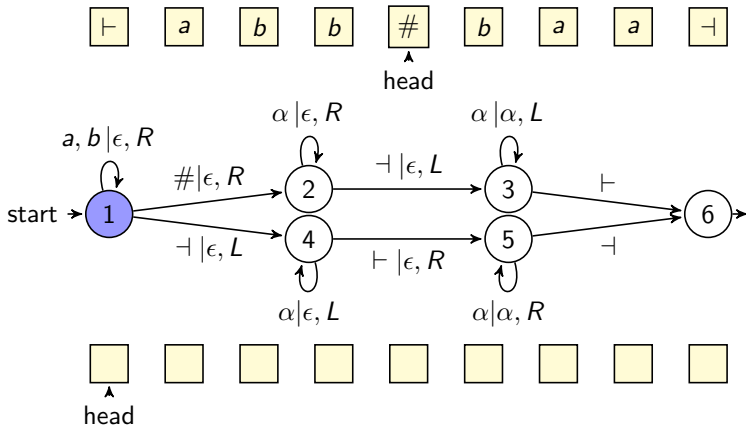 ⊢ a b b # b a a ⊣
head
a, b | ϵ, R
α | ϵ, R
α | α, L
# | ϵ, R
⊣ | ϵ, L
⊢
start
1
2
3
4
5
6
⊣ | ϵ, L
⊢ | ϵ, R
⊣
α | ϵ, L
α | α, R
head